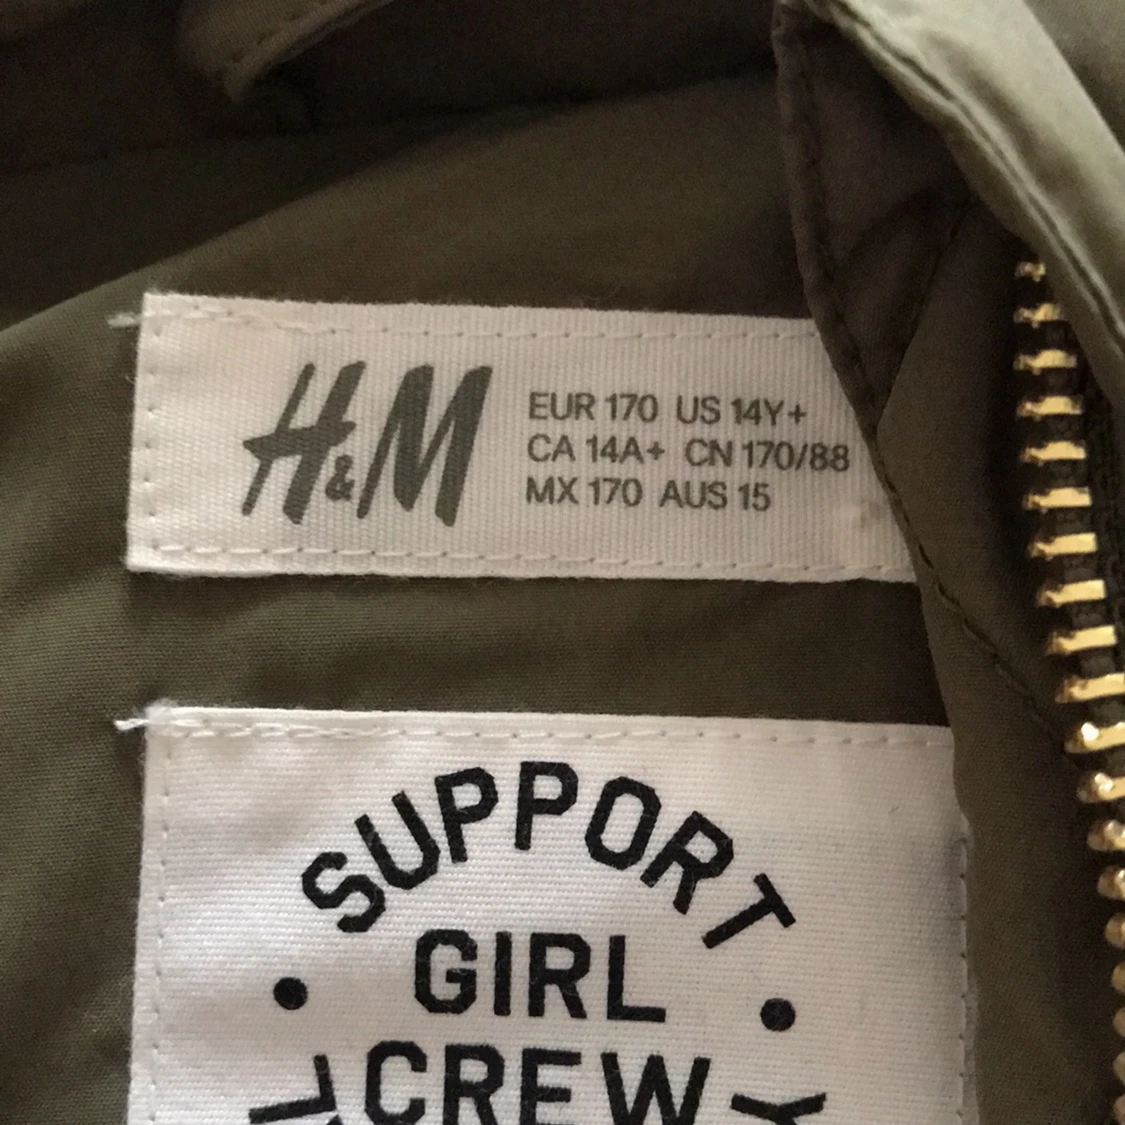 H&M
EUR 170 US 14Y+
CA 14A+ CN 170/88
MX 170 AUS 15
SUPPORT
GIRL
CREW